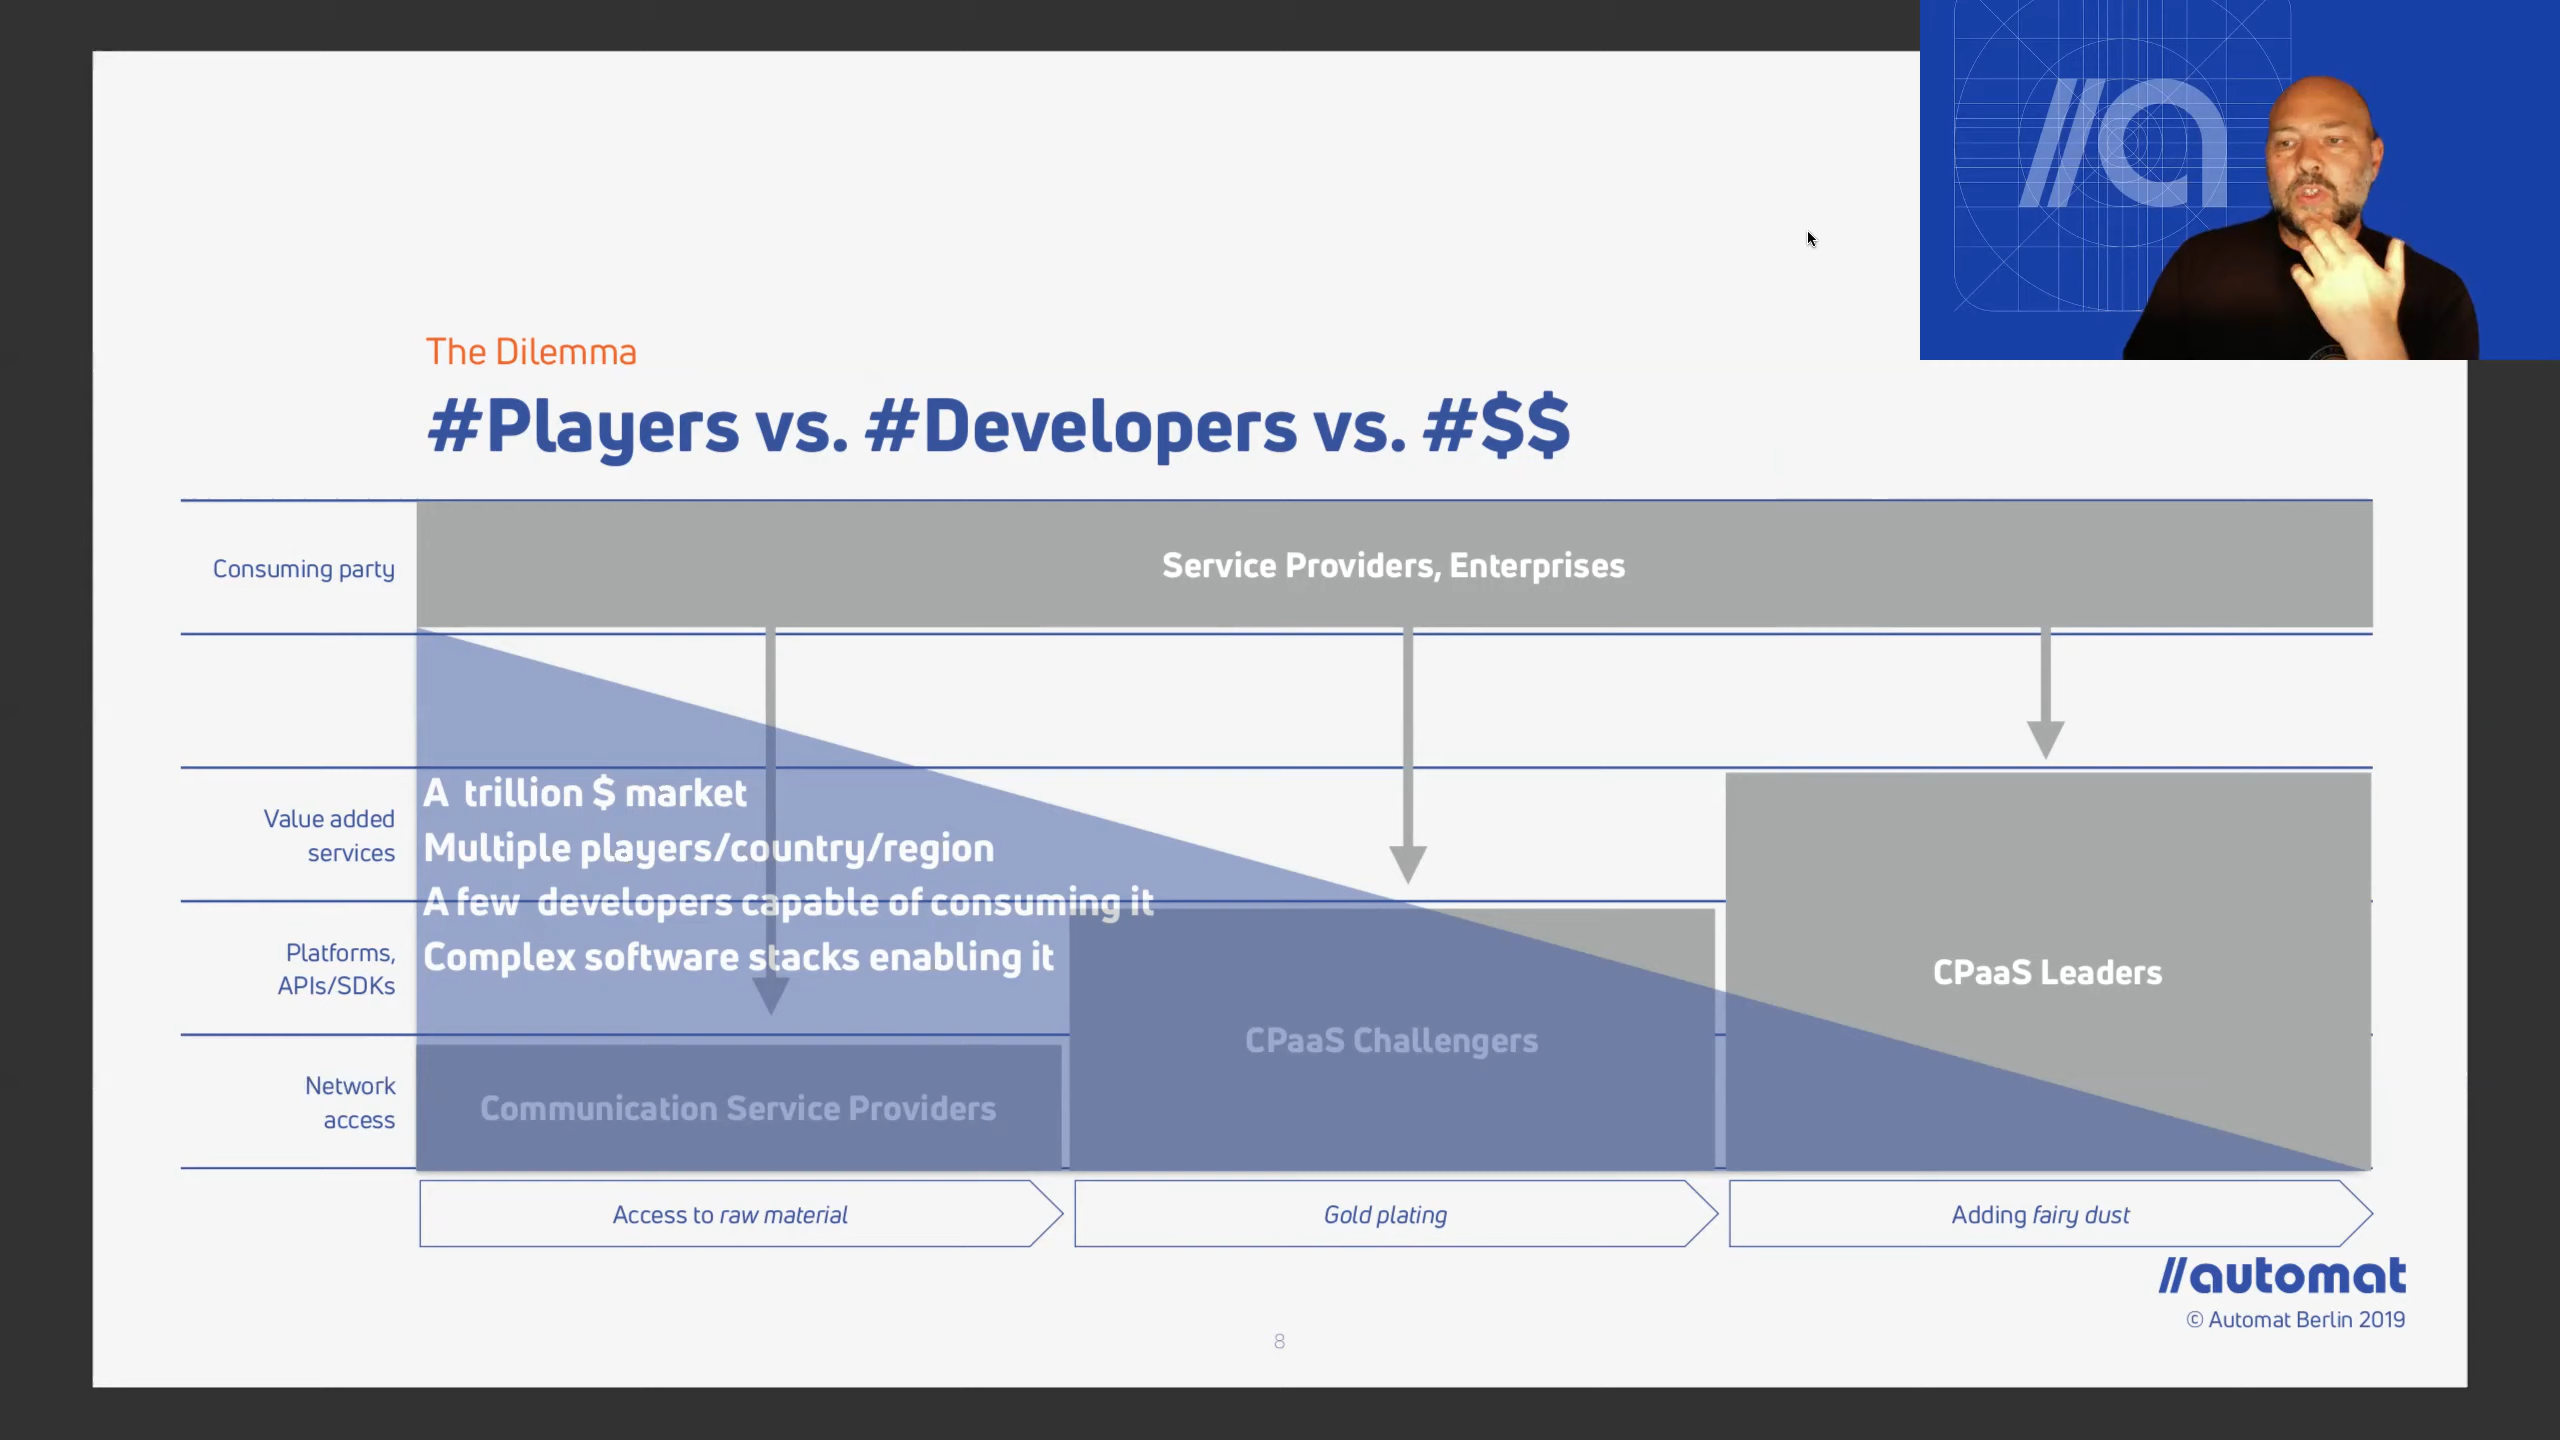 //a
The Dilemma
#Players vs. #Developers vs. #$$
Consuming party
Service Providers, Enterprises
Value added
services
A  trillion $ market
Multiple players/country/region
A few  developers capable of consuming it
Complex software stacks enabling it
Platforms,
APIs/SDKs
CPaaS Leaders
CPaaS Challengers
Network
access
Communication Service Providers
Access to raw material
Gold plating
Adding fairy dust
//automat
© Automat Berlin 2019
8